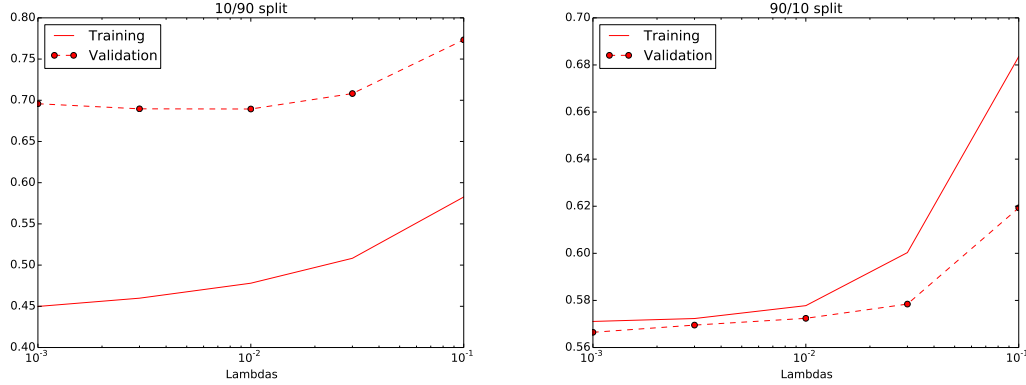 10/90 split
0.80
0.75
0.70
0.65
0.60
0.55
0.50
0.45
0.40
Training
Validation
10⁻³
10⁻²
10⁻¹
Lambdas
90/10 split
0.70
0.68
0.66
0.64
0.62
0.60
0.58
0.56
Training
Validation
10⁻³
10⁻²
10⁻¹
Lambdas